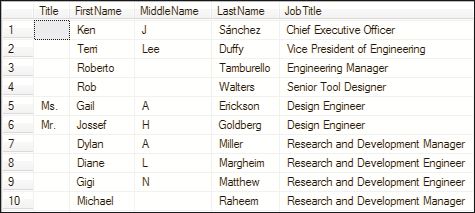 Title FirstName MiddleName LastName JobTitle
1 Ken J Sánchez Chief Executive Officer
2 Terri Lee Duffy Vice President of Engineering
3 Roberto Tamburello Engineering Manager
4 Rob Walters Senior Tool Designer
5 Ms. Gail A Erickson Design Engineer
6 Mr. Jossef H Goldberg Design Engineer
7 Dylan A Miller Research and Development Manager
8 Diane L Margheim Research and Development Engineer
9 Gigi N Matthew Research and Development Engineer
10 Michael Raheem Research and Development Manager